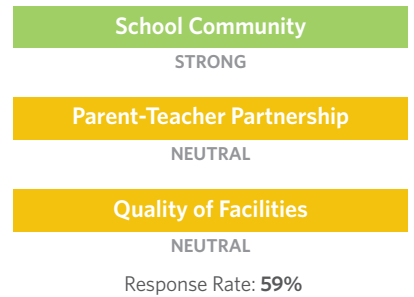 School Community
STRONG
Parent-Teacher Partnership
NEUTRAL
Quality of Facilities
NEUTRAL
Response Rate: 59%